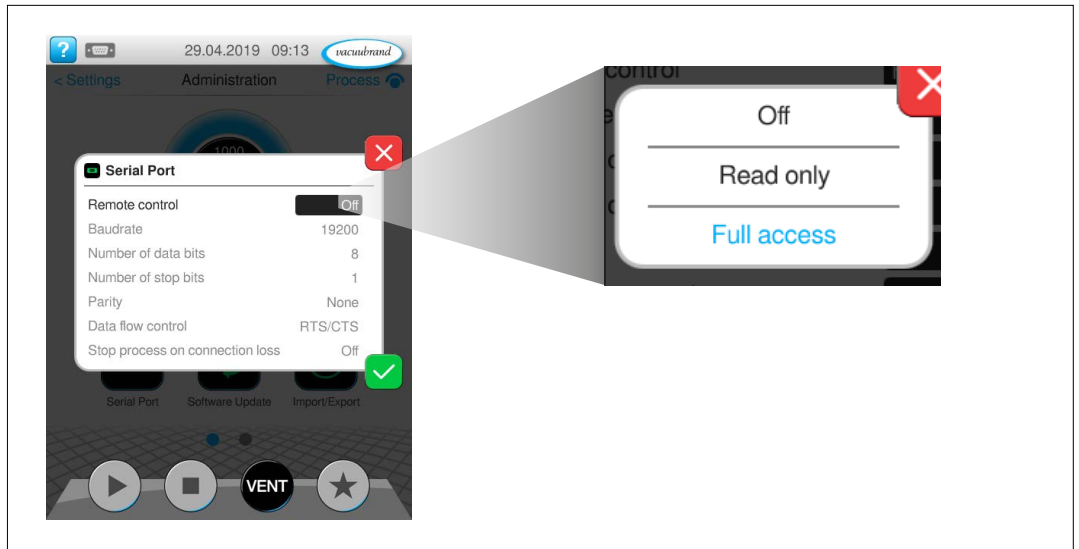 ?
29.04.2019 09:13
vacuubrand
< Settings
Administration
Process
1000
Serial Port
Remote control
Off
Baudrate
19200
Number of data bits
8
Number of stop bits
1
Parity
None
Data flow control
RTS/CTS
Stop process on connection loss
Off
Serial Port
Software Update
Import/Export
VENT
control
Off
Read only
Full access